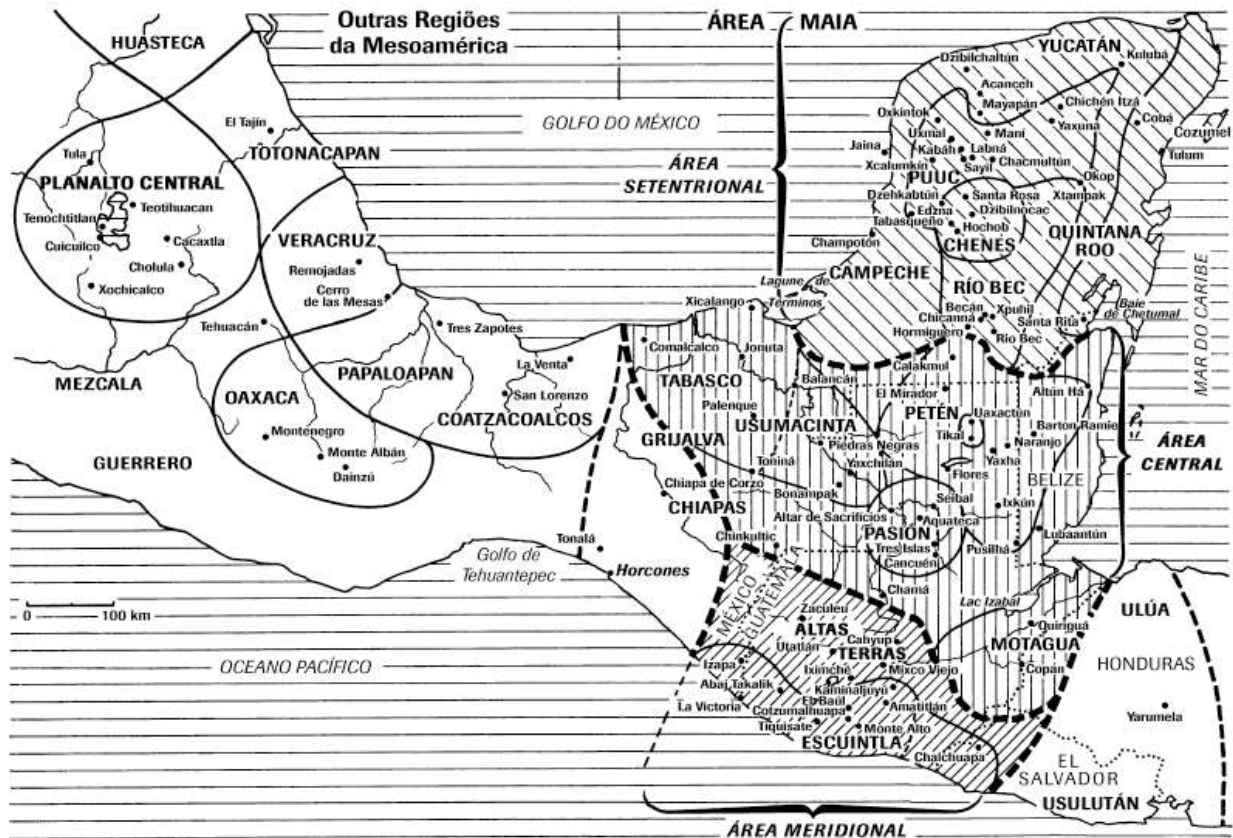 Outras Regiões
da Mesoamérica
ÁREA MAIA
HUASTECA
El Tajín
TOTONACAPAN
Tula
PLANALTO CENTRAL
Teotihuacan
Tenochtitlan
Cuicuilco
Cacaxtla
Cholula
Xochicalco
VERACRUZ
Remojadas
Cerro
de las Mesas
Tehuacán
Tres Zapotes
MEZCALA
OAXACA
PAPALOAPAN
La Venta
San Lorenzo
COATZACOALCOS
Montenegro
Monte Albán
Dainzú
GUERRERO
GOLFO DO MÉXICO
ÁREA
SETENTRIONAL
YUCATÁN
Dzibilchaltún
Kulubá
Acanceh
Mayapán
Chichén Itzá
Oxkintok
Yaxuná
Cobá
Cozumel
Uxmal
Maní
Jaina
Kabáh
Labná
Tulum
Xcalumkín
Sayil
Chacmultún
PUUC
Okop
Dzehkabtún
Santa Rosa
Xtampak
Edzna
Dzibilnocac
Tabasqueño
Hochob
Champotón
CHENES
QUINTANA
ROO
CAMPECHE
Lagune de
Términos
RÍO BEC
Xicalango
Becán
Xpuhil
Chicanná
Santa Rita
Baie
de Chetumal
Hormiguero
Río Bec
MAR DO CARIBE
Comalcalco
Jonuta
Calakmul
TABASCO
Balancán
El Mirador
Altún Há
Palenque
PETÉN
Uaxactún
USUMACINTA
Barton Ramie
GRIJALVA
Piedras Negras
Tikal
Naranjo
ÁREA
CENTRAL
Toniná
Yaxchilán
Yaxha
Flores
BELIZE
Chiapa de Corzo
Bonampak
Seibal
Ixkún
CHIAPAS
Altar de Sacrificios
Aquateca
PASIÓN
Lubaantún
Tonalá
Chinkultic
Tres Islas
Pusilhá
Golfo de
Tehuantepec
Horcones
Cancuén
Chamá
MÉXICO
GUATEMALA
Lac Izabal
ULÚA
Zaculeu
ALTAS
TERRAS
Cahyup
Quiriguá
Utatlán
MOTAGUA
HONDURAS
Izapa
Iximché
Mixco Viejo
Copán
Abaj Takalik
Kaminaljuyú
La Victoria
El Baúl
Amatitlán
Cotzumalhuapa
Yarumela
Tiquisate
Monte Alto
ESCUINTLA
Chalchuapa
EL
SALVADOR
USULUTÁN
0 100 km
OCEANO PACÍFICO
ÁREA MERIDIONAL